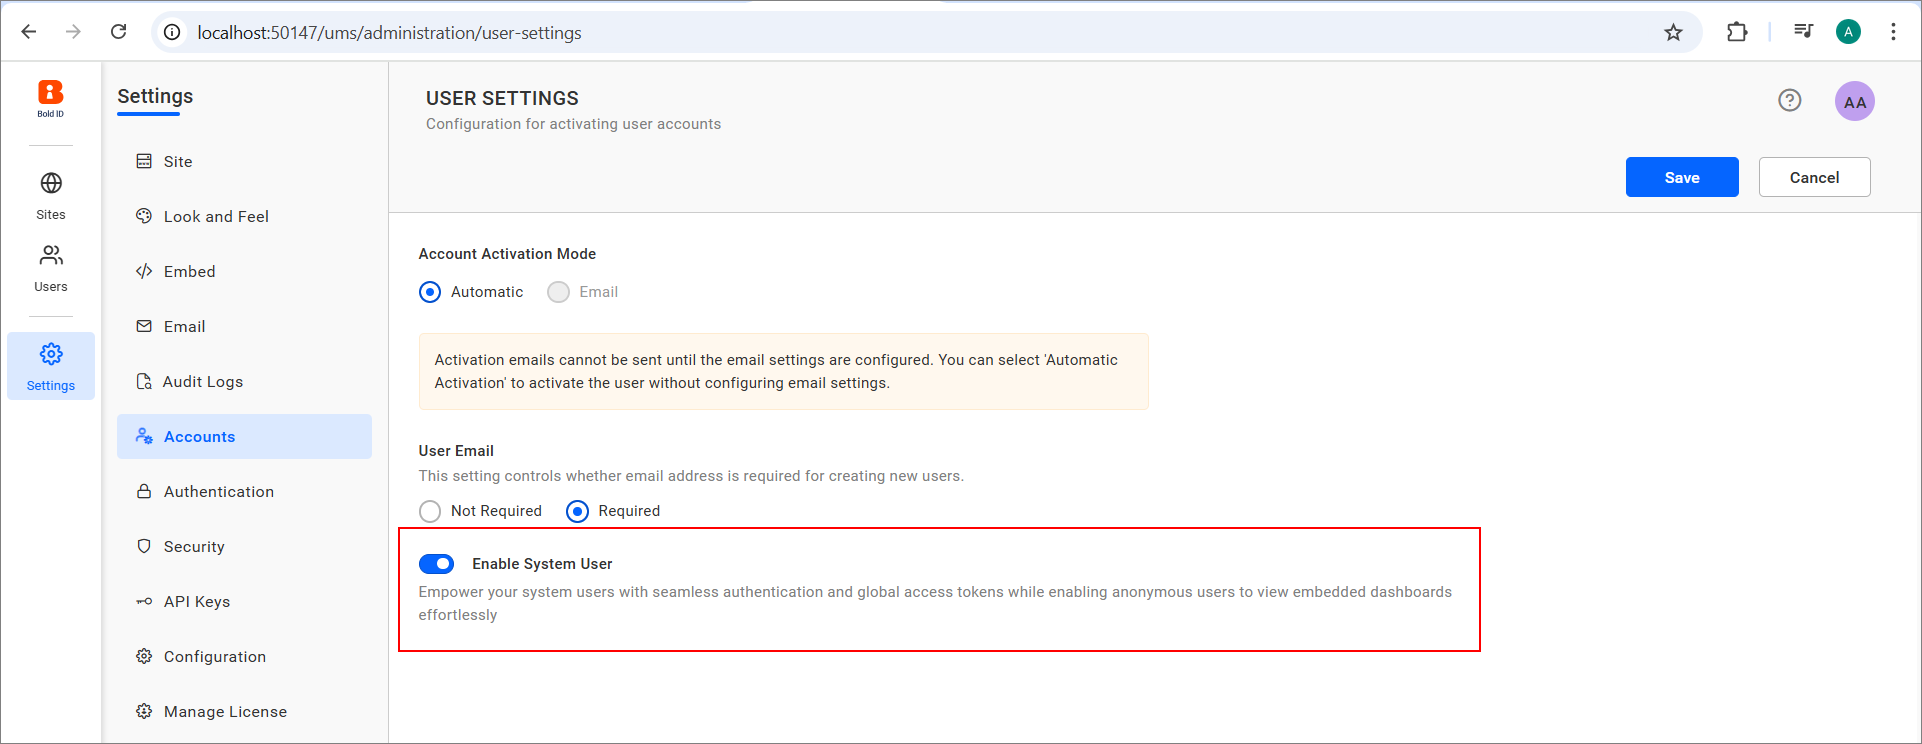 localhost:50147/ums/administration/user-settings
A
Bold ID
Sites
Users
Settings
Settings
Site
Look and Feel
Embed
Email
Audit Logs
Accounts
Authentication
Security
API Keys
Configuration
Manage License
USER SETTINGS
Configuration for activating user accounts
AA
Save
Cancel
Account Activation Mode
Automatic
Email
Activation emails cannot be sent until the email settings are configured. You can select 'Automatic
Activation' to activate the user without configuring email settings.
User Email
This setting controls whether email address is required for creating new users.
Not Required
Required
Enable System User
Empower your system users with seamless authentication and global access tokens while enabling anonymous users to view embedded dashboards
effortlessly